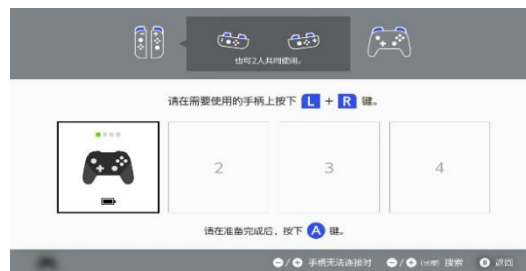 也可2人共同使用。
请在需要使用的手柄上按下 L + R 键。
2
3
4
请在准备完成后，按下 A 键。
手柄无法连接时
搜索
返回